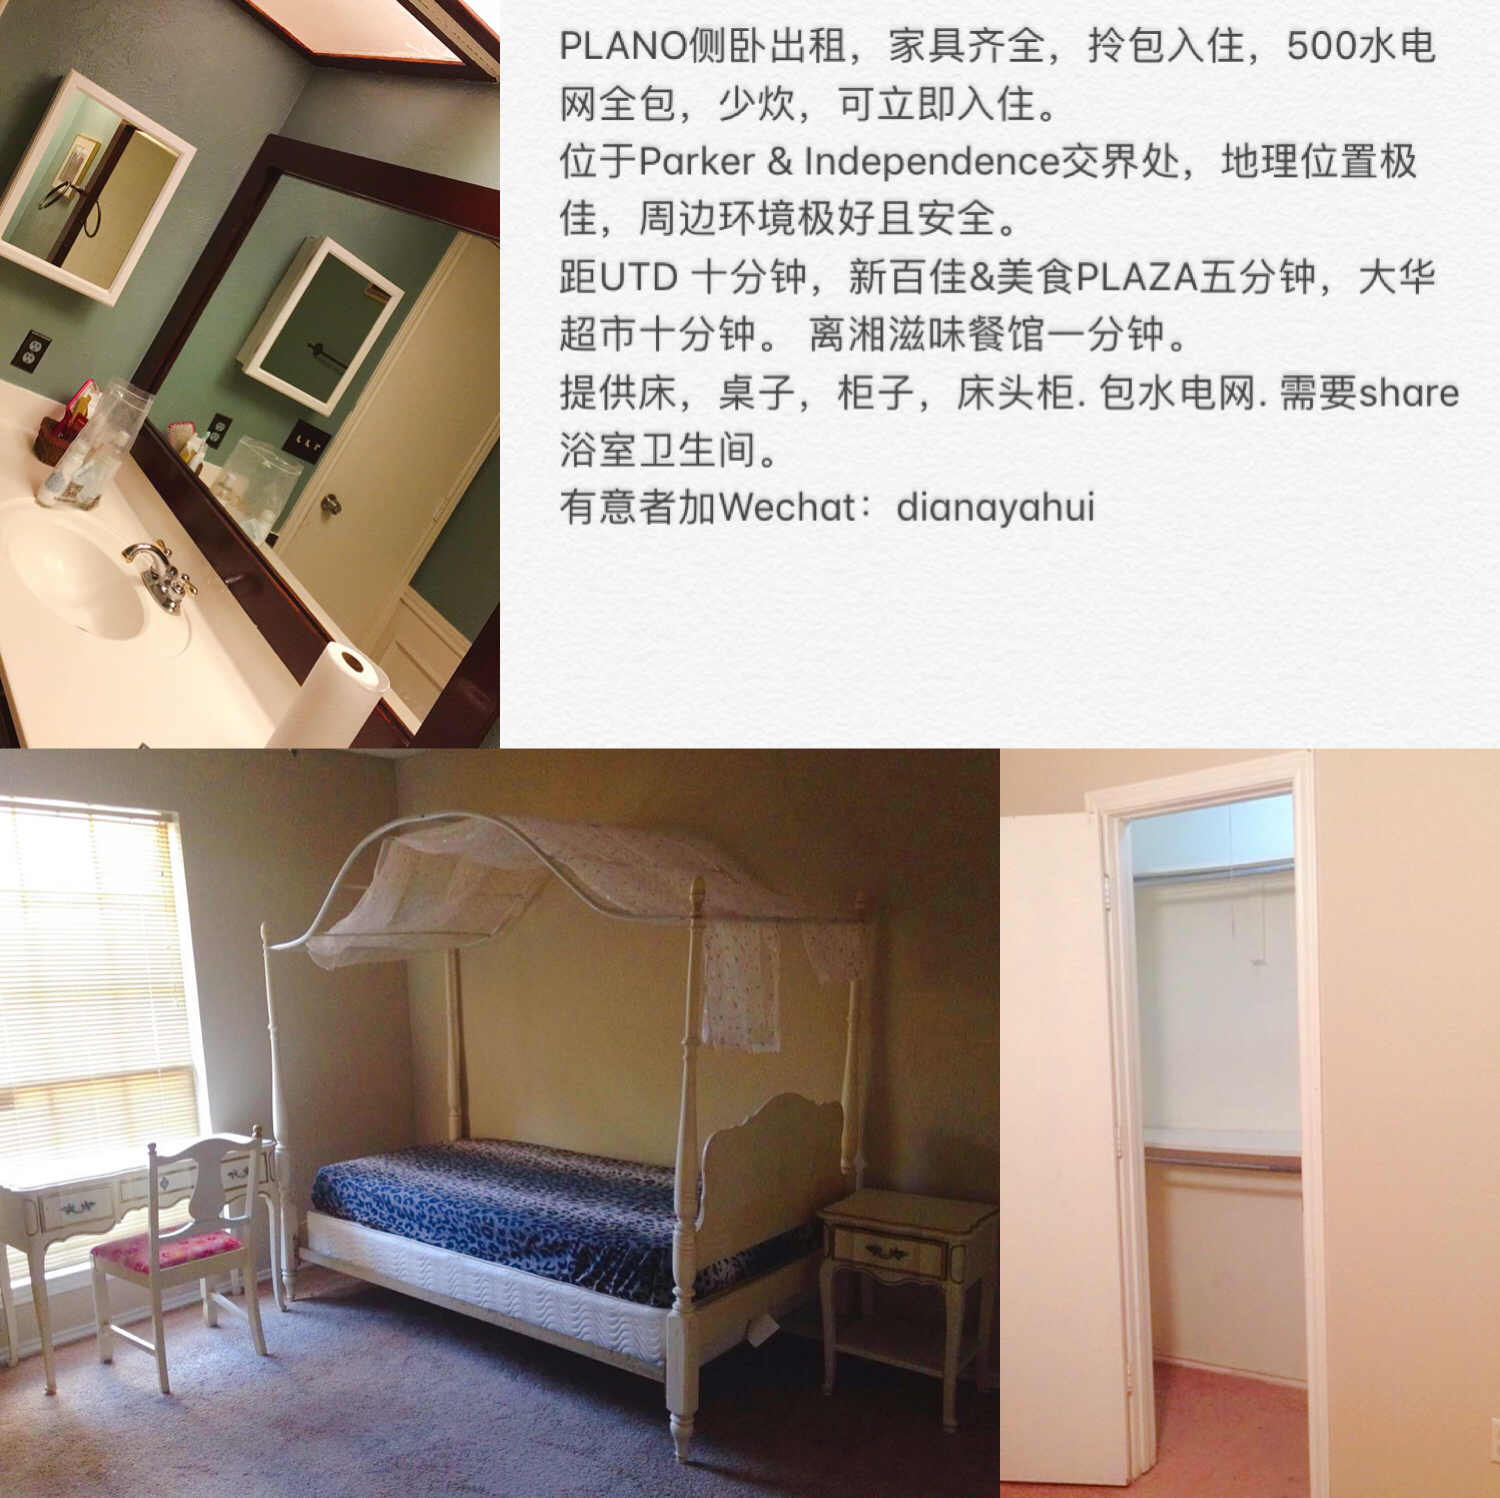 PLANO侧卧出租，家具齐全，拎包入住，500水电
网全包，少炊，可立即入住。
位于Parker & Independence交界处，地理位置极
佳，周边环境极好且安全。
距UTD 十分钟，新百佳&美食PLAZA五分钟，大华
超市十分钟。 离湘滋味餐馆一分钟。
提供床，桌子，柜子，床头柜. 包水电网. 需要share
浴室卫生间。
有意者加Wechat：dianayahui